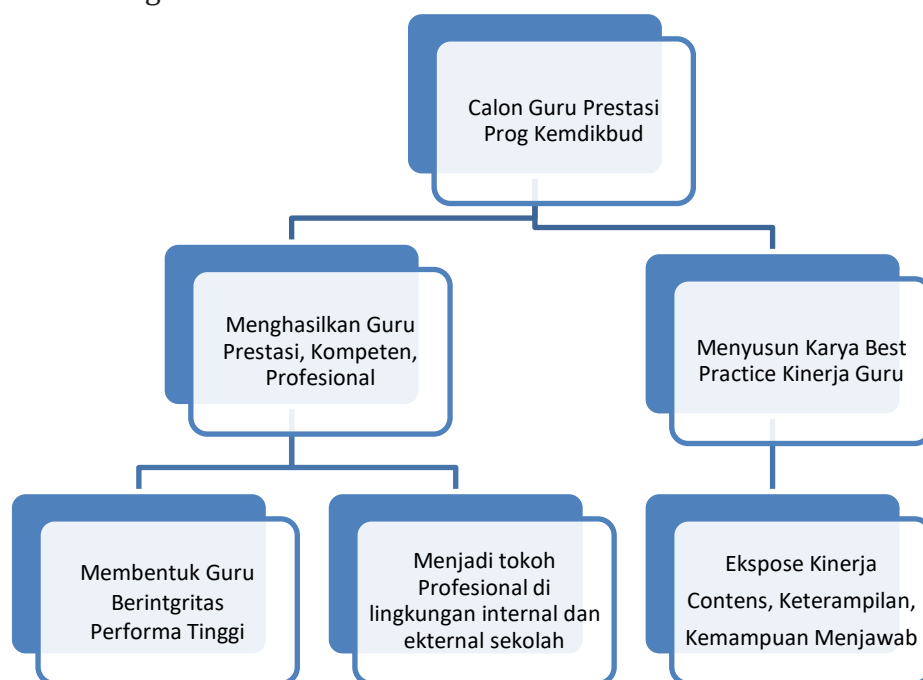 Calon Guru Prestasi
Prog Kemdikbud
Menghasilkan Guru
Prestasi, Kompeten,
Profesional
Menyusun Karya Best
Practice Kinerja Guru
Membentuk Guru
Berintgritas
Performa Tinggi
Menjadi tokoh
Profesional di
lingkungan internal dan
ekternal sekolah
Ekspose Kinerja
Contens, Keterampilan,
Kemampuan Menjawab